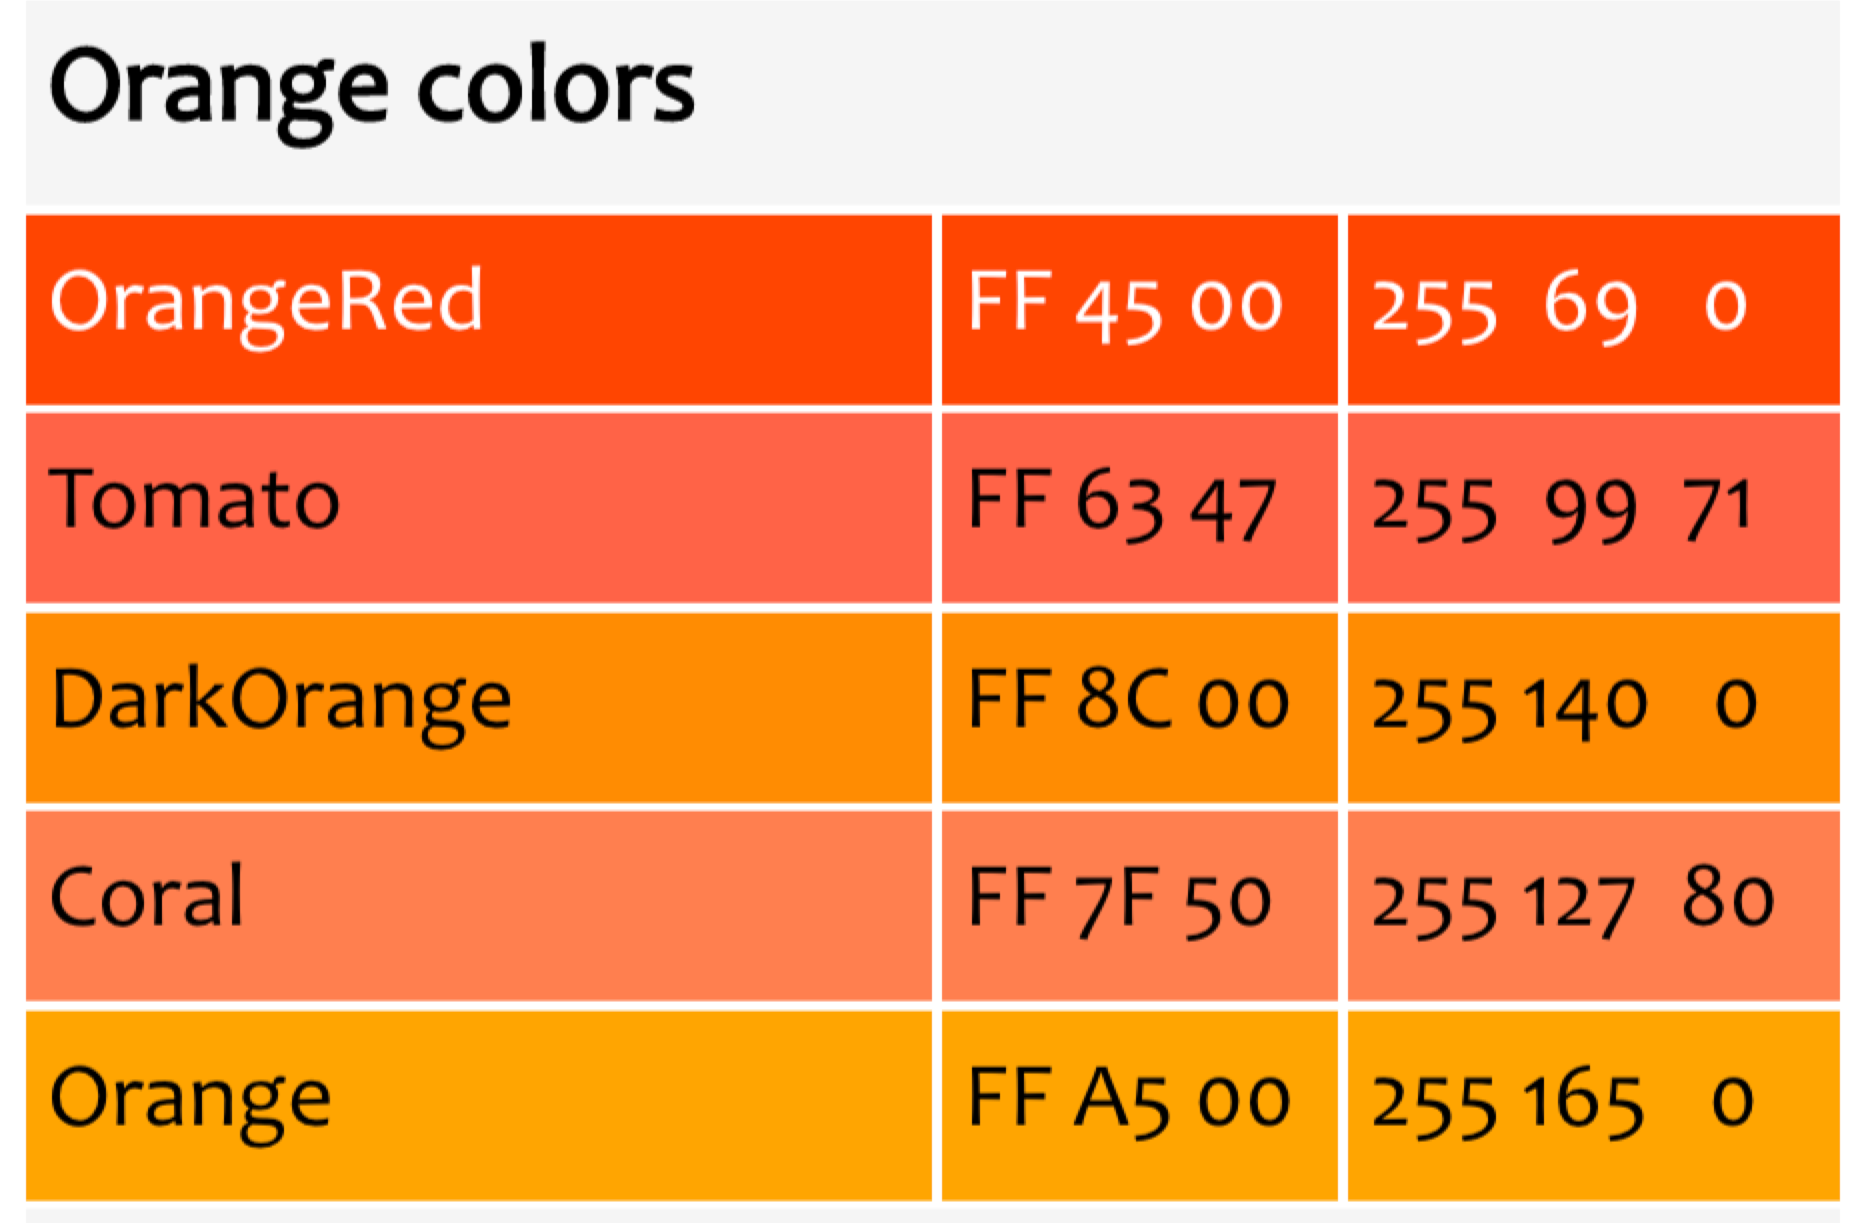 Orange colors
OrangeRed FF 45 00 255 69 0
Tomato FF 63 47 255 99 71
DarkOrange FF 8C 00 255 140 0
Coral FF 7F 50 255 127 80
Orange FF A5 00 255 165 0